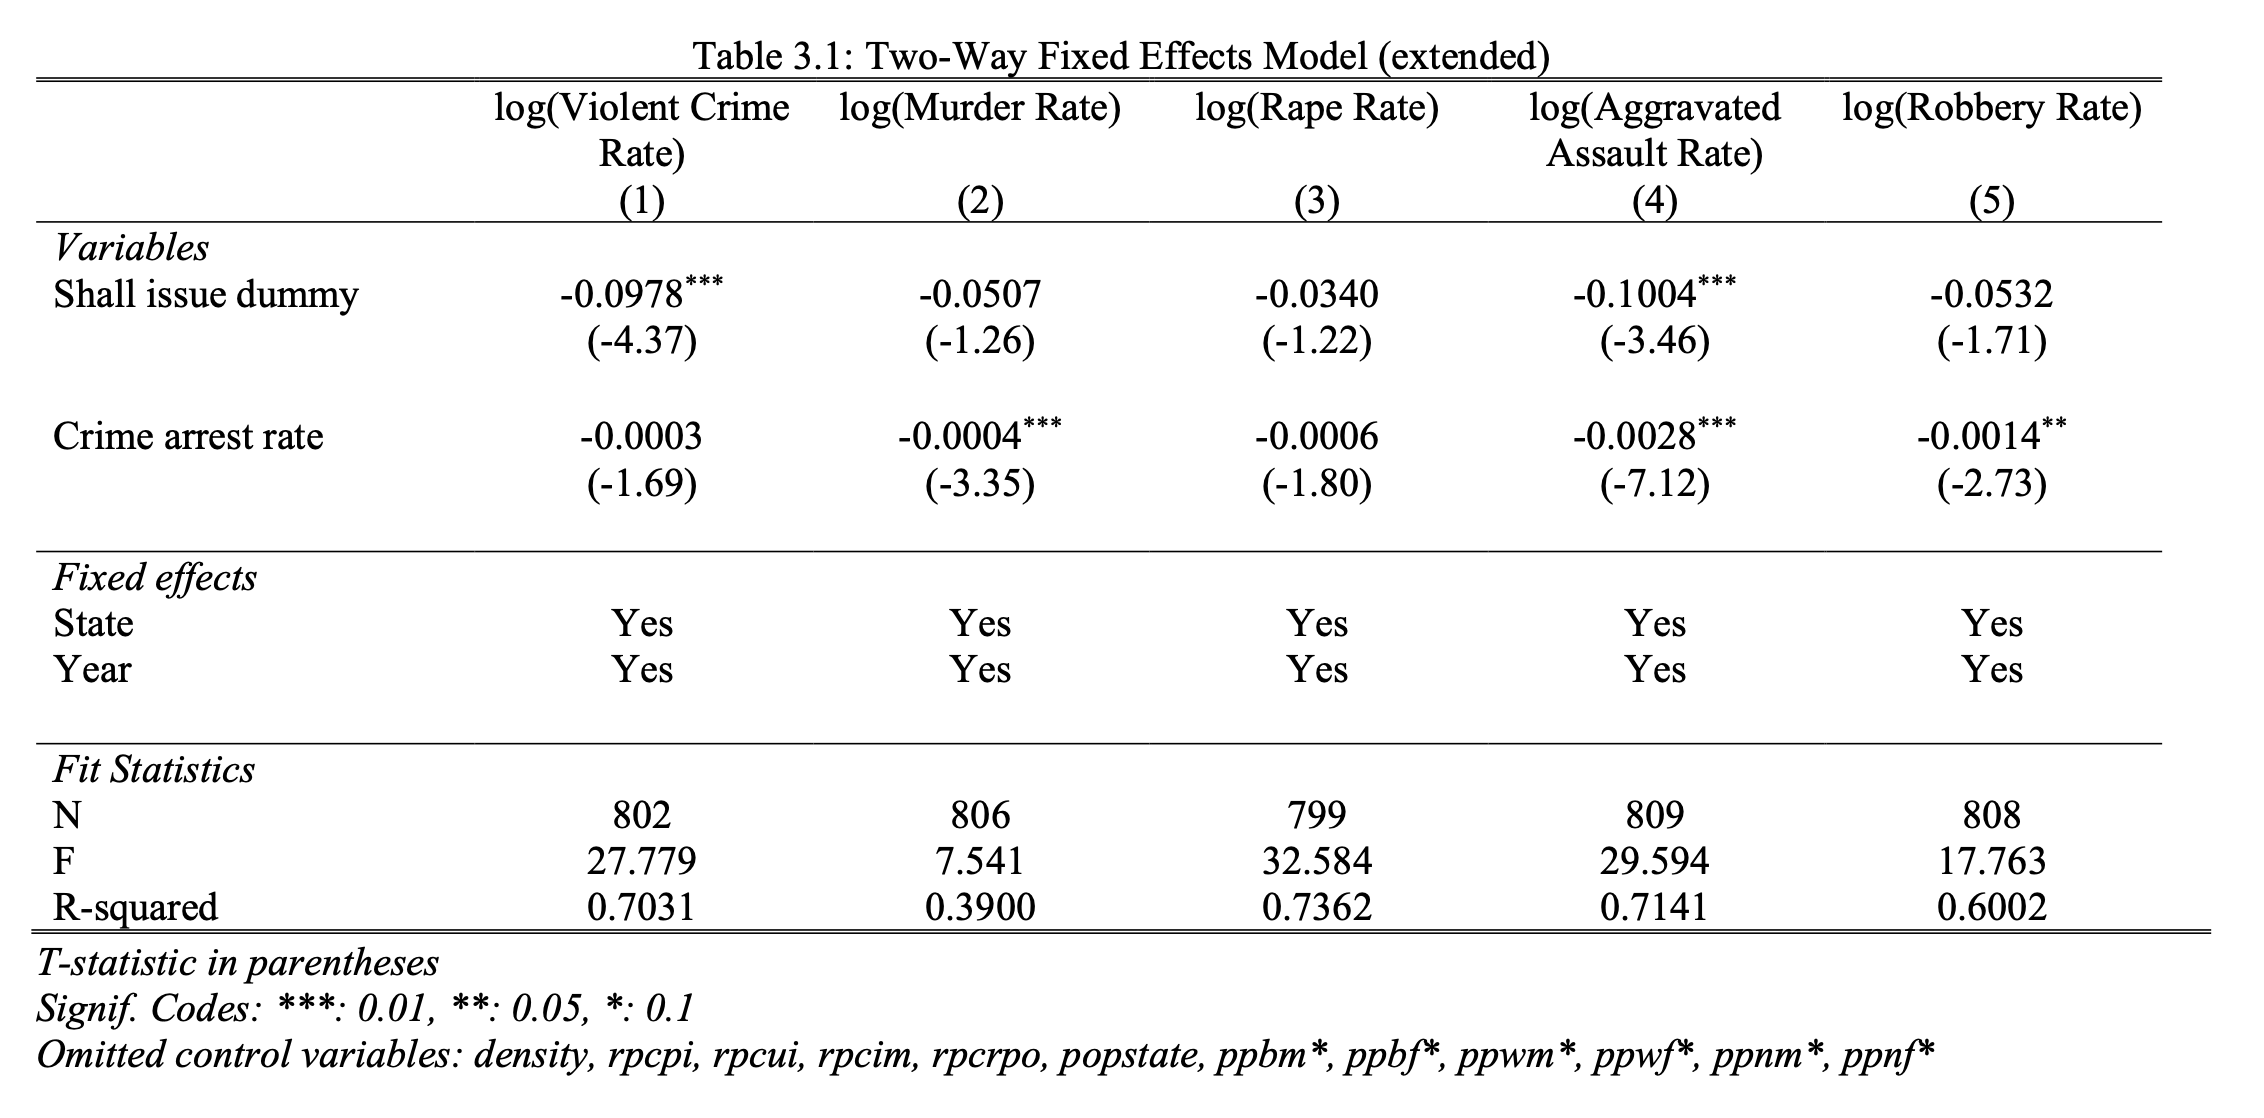 Table 3.1: Two-Way Fixed Effects Model (extended)
log(Violent Crime Rate) log(Murder Rate) log(Rape Rate) log(Aggravated Assault Rate) log(Robbery Rate)
(1) (2) (3) (4) (5)
Variables
Shall issue dummy -0.0978*** -0.0507 -0.0340 -0.1004*** -0.0532
(-4.37) (-1.26) (-1.22) (-3.46) (-1.71)
Crime arrest rate -0.0003 -0.0004*** -0.0006 -0.0028*** -0.0014**
(-1.69) (-3.35) (-1.80) (-7.12) (-2.73)
Fixed effects
State Yes Yes Yes Yes Yes
Year Yes Yes Yes Yes Yes
Fit Statistics
N 802 806 799 809 808
F 27.779 7.541 32.584 29.594 17.763
R-squared 0.7031 0.3900 0.7362 0.7141 0.6002
T-statistic in parentheses
Signif. Codes: ***: 0.01, **: 0.05, *: 0.1
Omitted control variables: density, rpcpi, rpcui, rpcim, rpcrpo, popstate, ppbm*, ppbf*, ppwm*, ppwf*, ppnm*, ppnf*